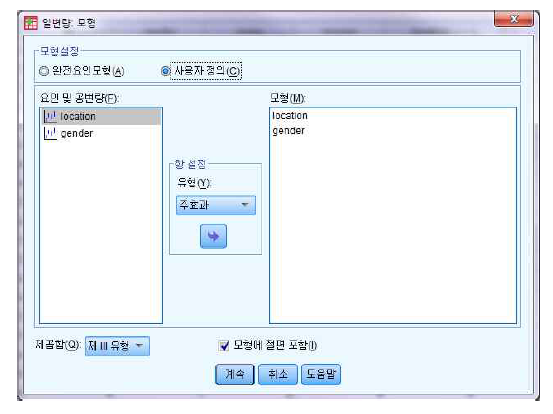 일변량: 모형
모형설정
완전요인모형(A) 사용자 정의(C)
요인 및 공변량(F): 모형(M):
location location
gender gender
항 설정
유형(Y):
주효과
제곱합(Q): 제 III 유형 모형에 절편 포함(I)
계속 취소 도움말